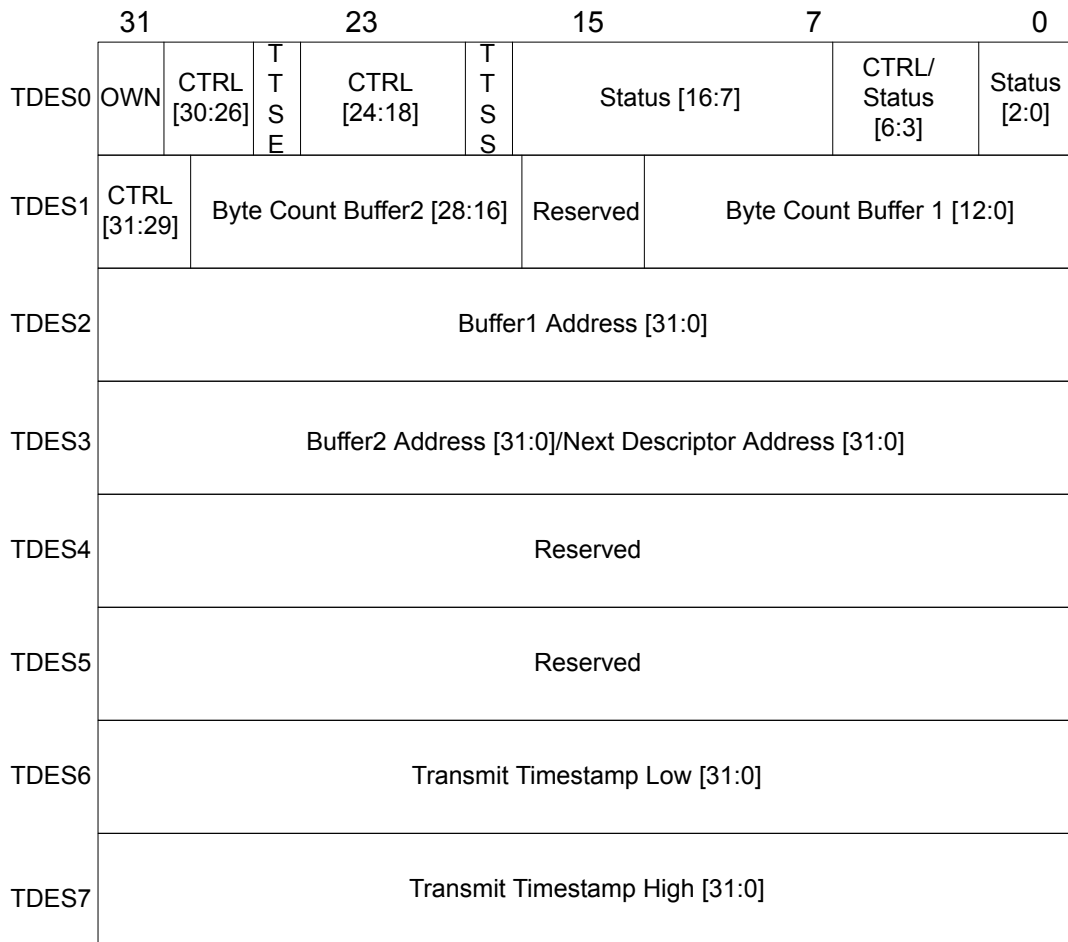 31 23 15 7 0
TDES0 OWN CTRL [30:26] T T S E CTRL [24:18] T T S S Status [16:7] CTRL/ Status [6:3] Status [2:0]
TDES1 CTRL [31:29] Byte Count Buffer2 [28:16] Reserved Byte Count Buffer 1 [12:0]
TDES2 Buffer1 Address [31:0]
TDES3 Buffer2 Address [31:0]/Next Descriptor Address [31:0]
TDES4 Reserved
TDES5 Reserved
TDES6 Transmit Timestamp Low [31:0]
TDES7 Transmit Timestamp High [31:0]